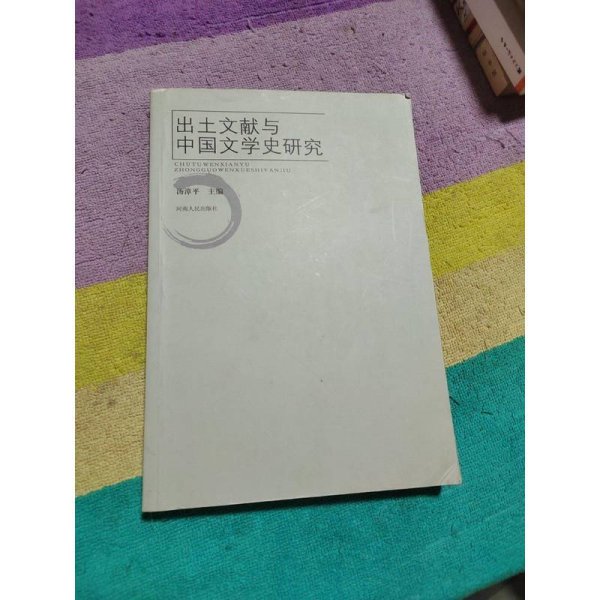 出土文献与
中国文学史研究
CHUTUWENXIANYU
ZHONGGUOWENXUESHIYANJIU
汤漳平 主编
河南人民出版社